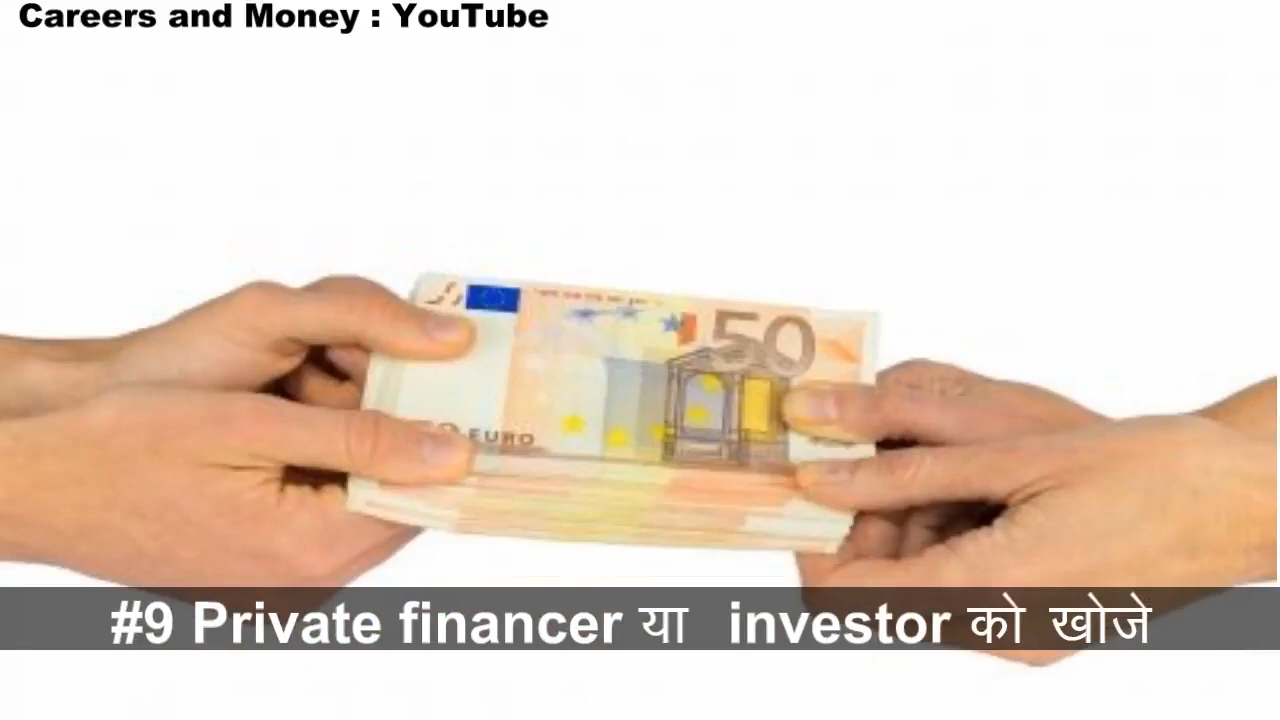 Careers and Money : YouTube
50
EURO
#9 Private financer या investor को खोजे